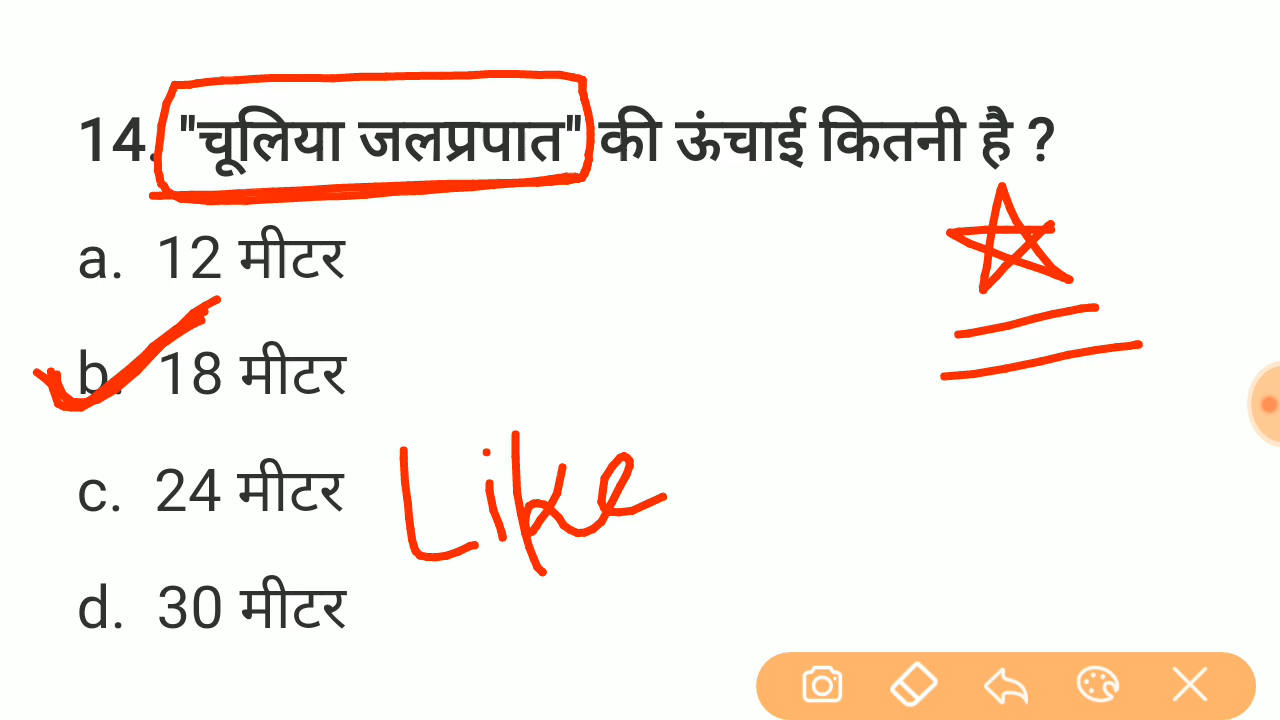 14. "चूलिया जलप्रपात" की ऊंचाई कितनी है ?
a. 12 मीटर
b. 18 मीटर
c. 24 मीटर
Like
d. 30 मीटर